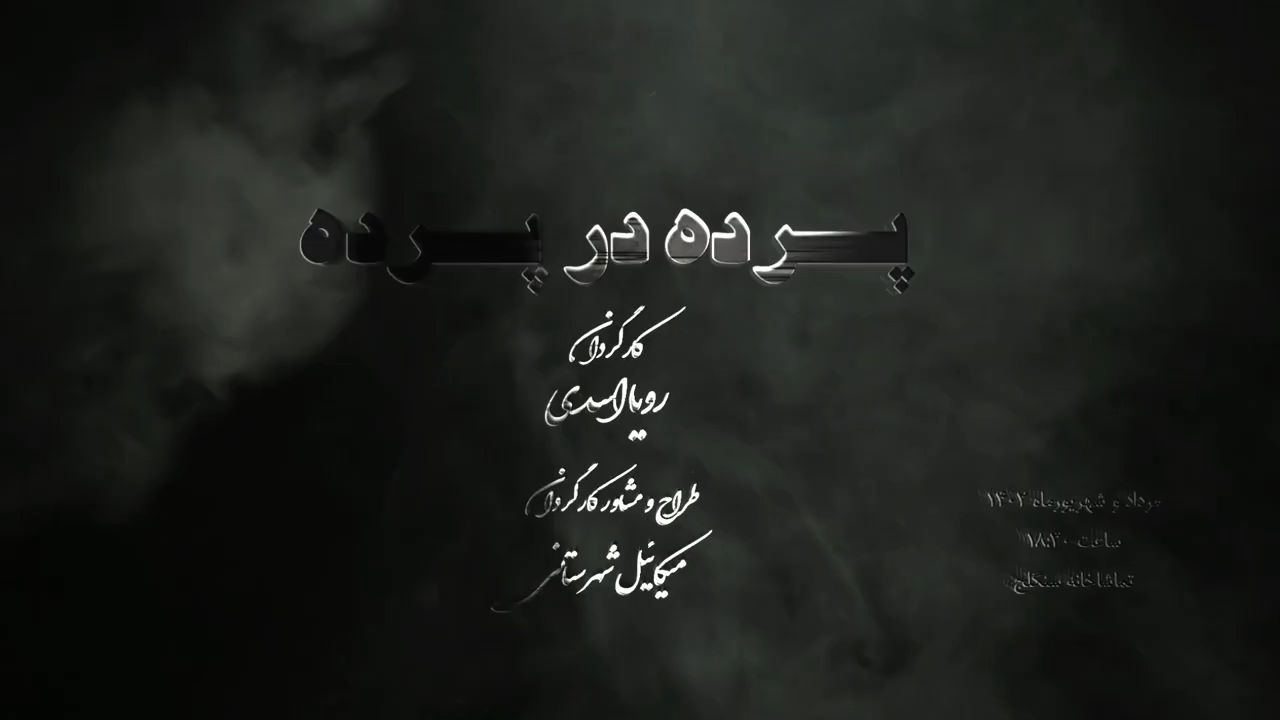 پرده در پرده
کارگردان
رویا اسدی
طراح و مشاور کارگردان
میکائیل شهرستانی
مرداد و شهریورماه ۱۴۰۲
ساعت ۱۸:۳۰
تماشاخانه سنگلج